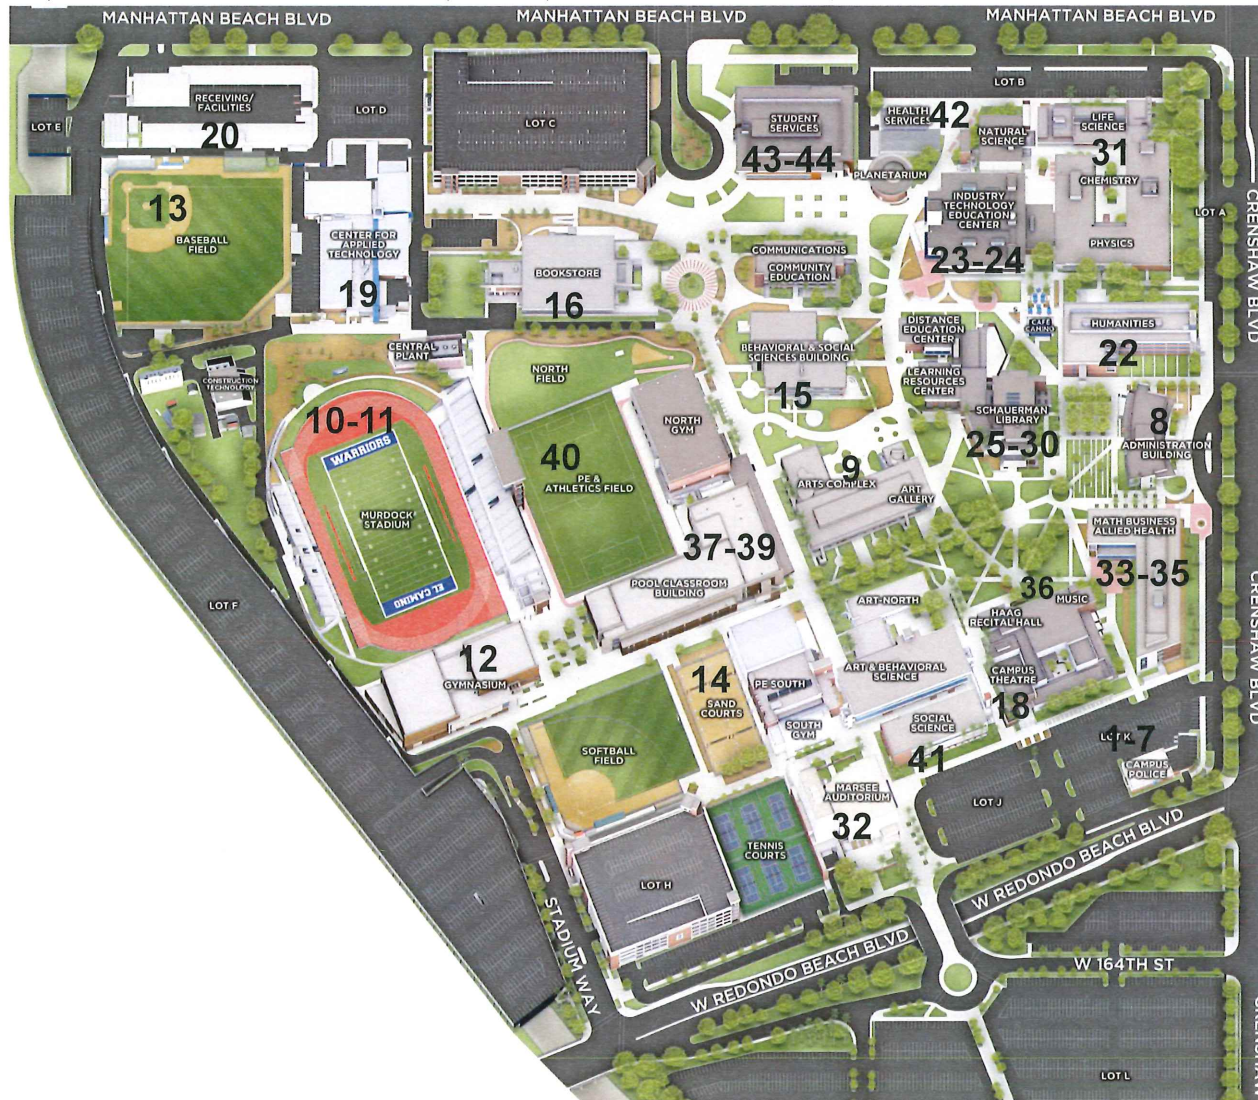 MANHATTAN BEACH BLVD
MANHATTAN BEACH BLVD
MANHATTAN BEACH BLVD
LOT E
RECEIVING/
FACILITIES
20
LOT D
LOT C
STUDENT
SERVICES
43-44
LOT B
HEALTH
SERVICES
42
NATURAL
SCIENCE
LIFE
SCIENCE
31
CHEMISTRY
PHYSICS
PLANETARIUM
LOT A
CRENSHAW BLVD
13
BASEBALL
FIELD
CENTER FOR
APPLIED
TECHNOLOGY
19
BOOKSTORE
16
COMMUNICATIONS
COMMUNITY
EDUCATION
INDUSTRY
TECHNOLOGY
EDUCATION
CENTER
23-24
CENTRAL
PLANT
CONSTRUCTION
TECHNOLOGY
NORTH
FIELD
BEHAVIORAL & SOCIAL
SCIENCES BUILDING
15
DISTANCE
EDUCATION
CENTER
LEARNING
RESOURCES
CENTER
CAFE
CAMINO
HUMANITIES
22
SCHAUERMAN
LIBRARY
25-30
8
ADMINISTRATION
BUILDING
10-11
WARRIORS
MURDOCK
STADIUM
EL CAMINO
40
PE &
ATHLETICS FIELD
NORTH
GYM
37-39
POOL CLASSROOM
BUILDING
9
ARTS COMPLEX
ART
GALLERY
MATH BUSINESS
ALLIED HEALTH
33-35
36
MUSIC
HAAG
RECITAL HALL
ART-NORTH
CAMPUS
THEATRE
18
LOT F
12
GYMNASIUM
14
SAND
COURTS
PE SOUTH
SOUTH
GYM
ART & BEHAVIORAL
SCIENCE
SOCIAL
SCIENCE
41
LOT K
1-7
CAMPUS
POLICE
CRENSHAW BLVD
SOFTBALL
FIELD
MARSEE
AUDITORIUM
32
LOT J
TENNIS
COURTS
LOT H
STADIUM WAY
W REDONDO BEACH BLVD
W REDONDO BEACH BLVD
W 164TH ST
LOT L